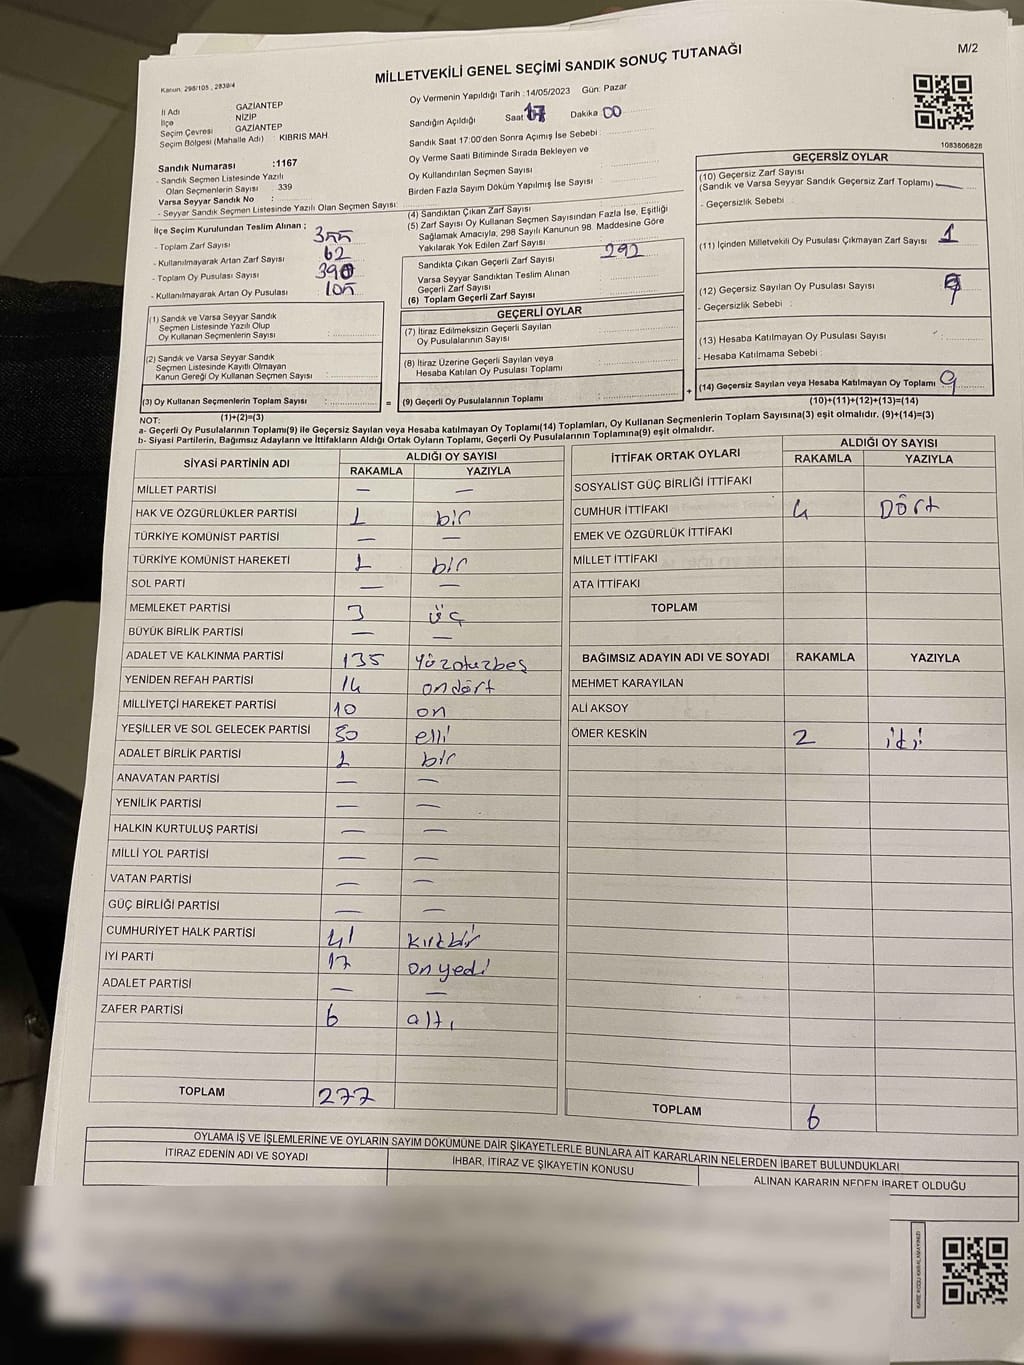 MİLLETVEKİLİ GENEL SEÇİMİ SANDIK SONUÇ TUTANAĞI
M/2
Kanun, 298/105 , 2839/4
İl Adı GAZİANTEP
İlçe NİZİP
Seçim Çevresi GAZİANTEP
Seçim Bölgesi (Mahalle Adı) : KIBRIS MAH.
Sandık Numarası :1167
- Sandık Seçmen Listesinde Yazılı
Olan Seçmenlerin Sayısı : 339
Varsa Seyyar Sandık No :
- Seyyar Sandık Seçmen Listesinde Yazılı Olan Seçmen Sayısı:
Oy Vermenin Yapıldığı Tarih :14/05/2023 Gün: Pazar
Sandığın Açıldığı Saat 17 Dakika 00
Sandık Saat 17:00'den Sonra Açımış İse Sebebi :
Oy Verme Saati Bitiminde Sırada Bekleyen ve
Oy Kullandırılan Seçmen Sayısı :
Birden Fazla Sayım Döküm Yapılmış İse Sayısı :
1083606828
İlçe Seçim Kurulundan Teslim Alınan ;
- Toplam Zarf Sayısı 355
- Kullanılmayarak Artan Zarf Sayısı : 62
- Toplam Oy Pusulası Sayısı : 390
- Kullanılmayarak Artan Oy Pusulası : 105
(4) Sandıktan Çıkan Zarf Sayısı
(5) Zarf Sayısı Oy Kullanan Seçmen Sayısından Fazla İse, Eşitliği
Sağlamak Amacıyla, 298 Sayılı Kanunun 98. Maddesine Göre
Yakılarak Yok Edilen Zarf Sayısı
Sandıkta Çıkan Geçerli Zarf Sayısı : 292
Varsa Seyyar Sandıktan Teslim Alınan
Geçerli Zarf Sayısı
(6) Toplam Geçerli Zarf Sayısı
GEÇERSİZ OYLAR
(10) Geçersiz Zarf Sayısı
(Sandık ve Varsa Seyyar Sandık Geçersiz Zarf Toplamı)
- Geçersizlik Sebebi :
(11) İçinden Milletvekili Oy Pusulası Çıkmayan Zarf Sayısı 1
(12) Geçersiz Sayılan Oy Pusulası Sayısı :
- Geçersizlik Sebebi :
(13) Hesaba Katılmayan Oy Pusulası Sayısı :
- Hesaba Katılmama Sebebi :
(14) Geçersiz Sayılan veya Hesaba Katılmayan Oy Toplamı 9
(10)+(11)+(12)+(13)=(14)
(1) Sandık ve Varsa Seyyar Sandık
Seçmen Listesinde Yazılı Olup
Oy Kullanan Seçmenlerin Sayısı :
(2) Sandık ve Varsa Seyyar Sandık
Seçmen Listesinde Kayıtlı Olmayan
Kanun Gereği Oy Kullanan Seçmen Sayısı :
(3) Oy Kullanan Seçmenlerin Toplam Sayısı :
(1)+(2)=(3)
=
GEÇERLİ OYLAR
(7) İtiraz Edilmeksizin Geçerli Sayılan
Oy Pusulalarının Sayısı :
(8) İtiraz Üzerine Geçerli Sayılan veya
Hesaba Katılan Oy Pusulası Toplamı :
(9) Geçerli Oy Pusulalarının Toplamı :
+
NOT:
a- Geçerli Oy Pusulalarının Toplamı(9) ile Geçersiz Sayılan veya Hesaba katılmayan Oy Toplamı(14) Toplamları, Oy Kullanan Seçmenlerin Toplam Sayısına(3) eşit olmalıdır. (9)+(14)=(3)
b- Siyasi Partilerin, Bağımsız Adayların ve İttifakların Aldığı Ortak Oyların Toplamı, Geçerli Oy Pusulalarının Toplamına(9) eşit olmalıdır.
SİYASİ PARTİNİN ADI ALDIĞI OY SAYISI
RAKAMLA YAZIYLA
MİLLET PARTİSİ — —
HAK VE ÖZGÜRLÜKLER PARTİSİ 1 bir
TÜRKİYE KOMÜNİST PARTİSİ — —
TÜRKİYE KOMÜNİST HAREKETİ 1 bir
SOL PARTİ — —
MEMLEKET PARTİSİ 3 üç
BÜYÜK BİRLİK PARTİSİ — —
ADALET VE KALKINMA PARTİSİ 135 Yüzotuzbeş
YENİDEN REFAH PARTİSİ 14 ondört
MİLLİYETÇİ HAREKET PARTİSİ 10 on
YEŞİLLER VE SOL GELECEK PARTİSİ 50 elli
ADALET BİRLİK PARTİSİ 1 bir
ANAVATAN PARTİSİ — —
YENİLİK PARTİSİ — —
HALKIN KURTULUŞ PARTİSİ — —
MİLLİ YOL PARTİSİ — —
VATAN PARTİSİ — —
GÜÇ BİRLİĞİ PARTİSİ — —
CUMHURİYET HALK PARTİSİ 41 kırkbir
İYİ PARTİ 17 onyedi
ADALET PARTİSİ — —
ZAFER PARTİSİ 6 altı
TOPLAM 277
İTTİFAK ORTAK OYLARI ALDIĞI OY SAYISI
RAKAMLA YAZIYLA
SOSYALİST GÜÇ BİRLİĞİ İTTİFAKI
CUMHUR İTTİFAKI 4 Dört
EMEK VE ÖZGÜRLÜK İTTİFAKI
MİLLET İTTİFAKI
ATA İTTİFAKI
TOPLAM
BAĞIMSIZ ADAYIN ADI VE SOYADI RAKAMLA YAZIYLA
MEHMET KARAYILAN
ALİ AKSOY
ÖMER KESKİN 2 iki
TOPLAM 6
OYLAMA İŞ VE İŞLEMLERİNE VE OYLARIN SAYIM DÖKÜMÜNE DAİR ŞİKAYETLERLE BUNLARA AİT KARARLARIN NELERDEN İBARET BULUNDUKLARI
İTİRAZ EDENİN ADI VE SOYADI İHBAR, İTİRAZ VE ŞİKAYETİN KONUSU ALINAN KARARIN NEDEN İBARET OLDUĞU